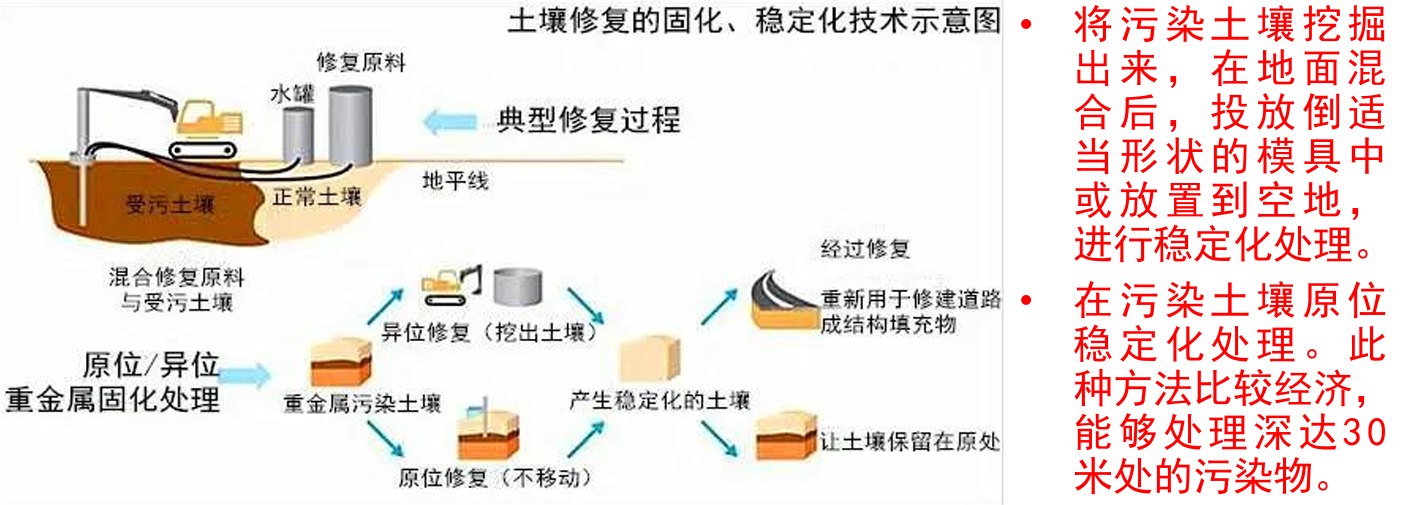 土壤修复的固化、稳定化技术示意图
修复原料
水罐
典型修复过程
地平线
受污土壤
正常土壤
混合修复原料
与受污土壤
经过修复
重新用于修建道路
成结构填充物
异位修复（挖出土壤）
原位/异位
重金属固化处理
重金属污染土壤
产生稳定化的土壤
让土壤保留在原处
原位修复（不移动）
• 将污染土壤挖掘
出来，在地面混
合后，投放倒适
当形状的模具中
或放置到空地，
进行稳定化处理。
• 在污染土壤原位
稳定化处理。此
种方法比较经济，
能够处理深达30
米处的污染物。